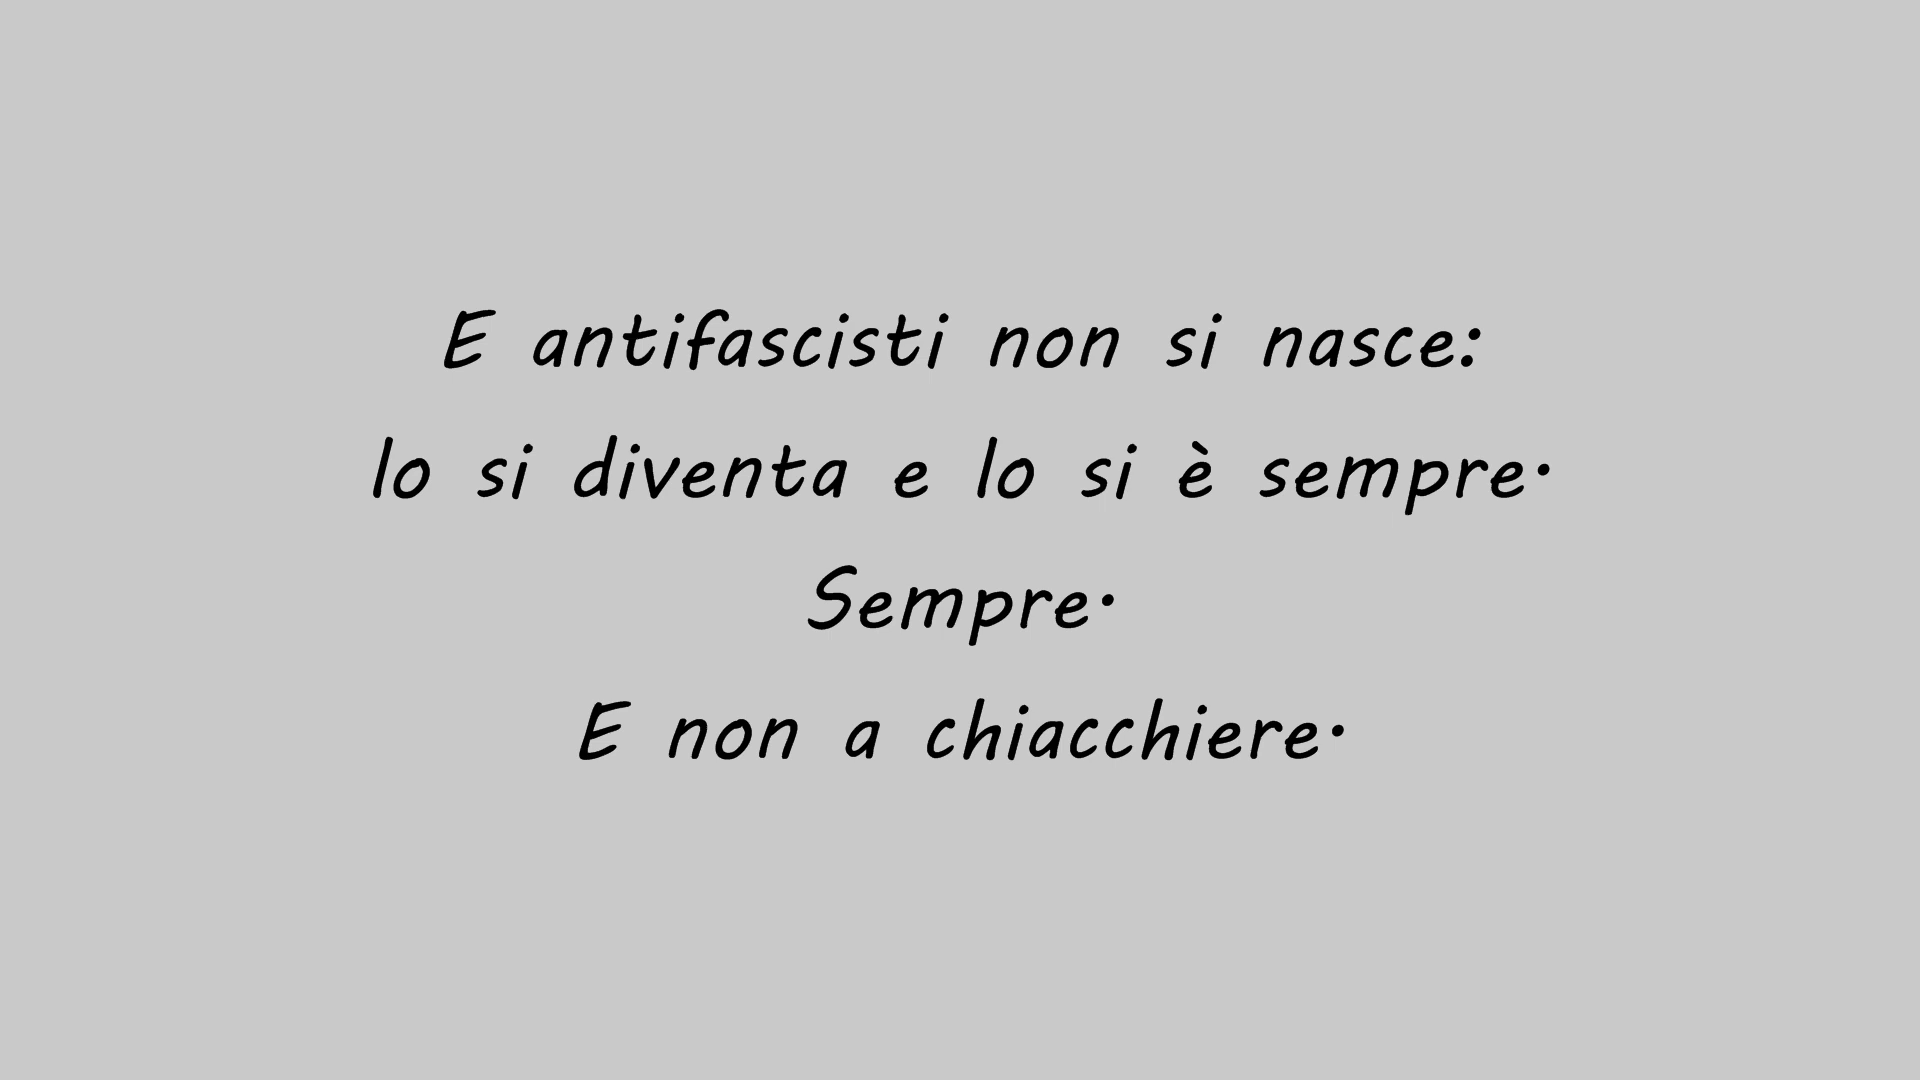 E antifascisti non si nasce:
lo si diventa e lo si è sempre.
Sempre.
E non a chiacchiere.